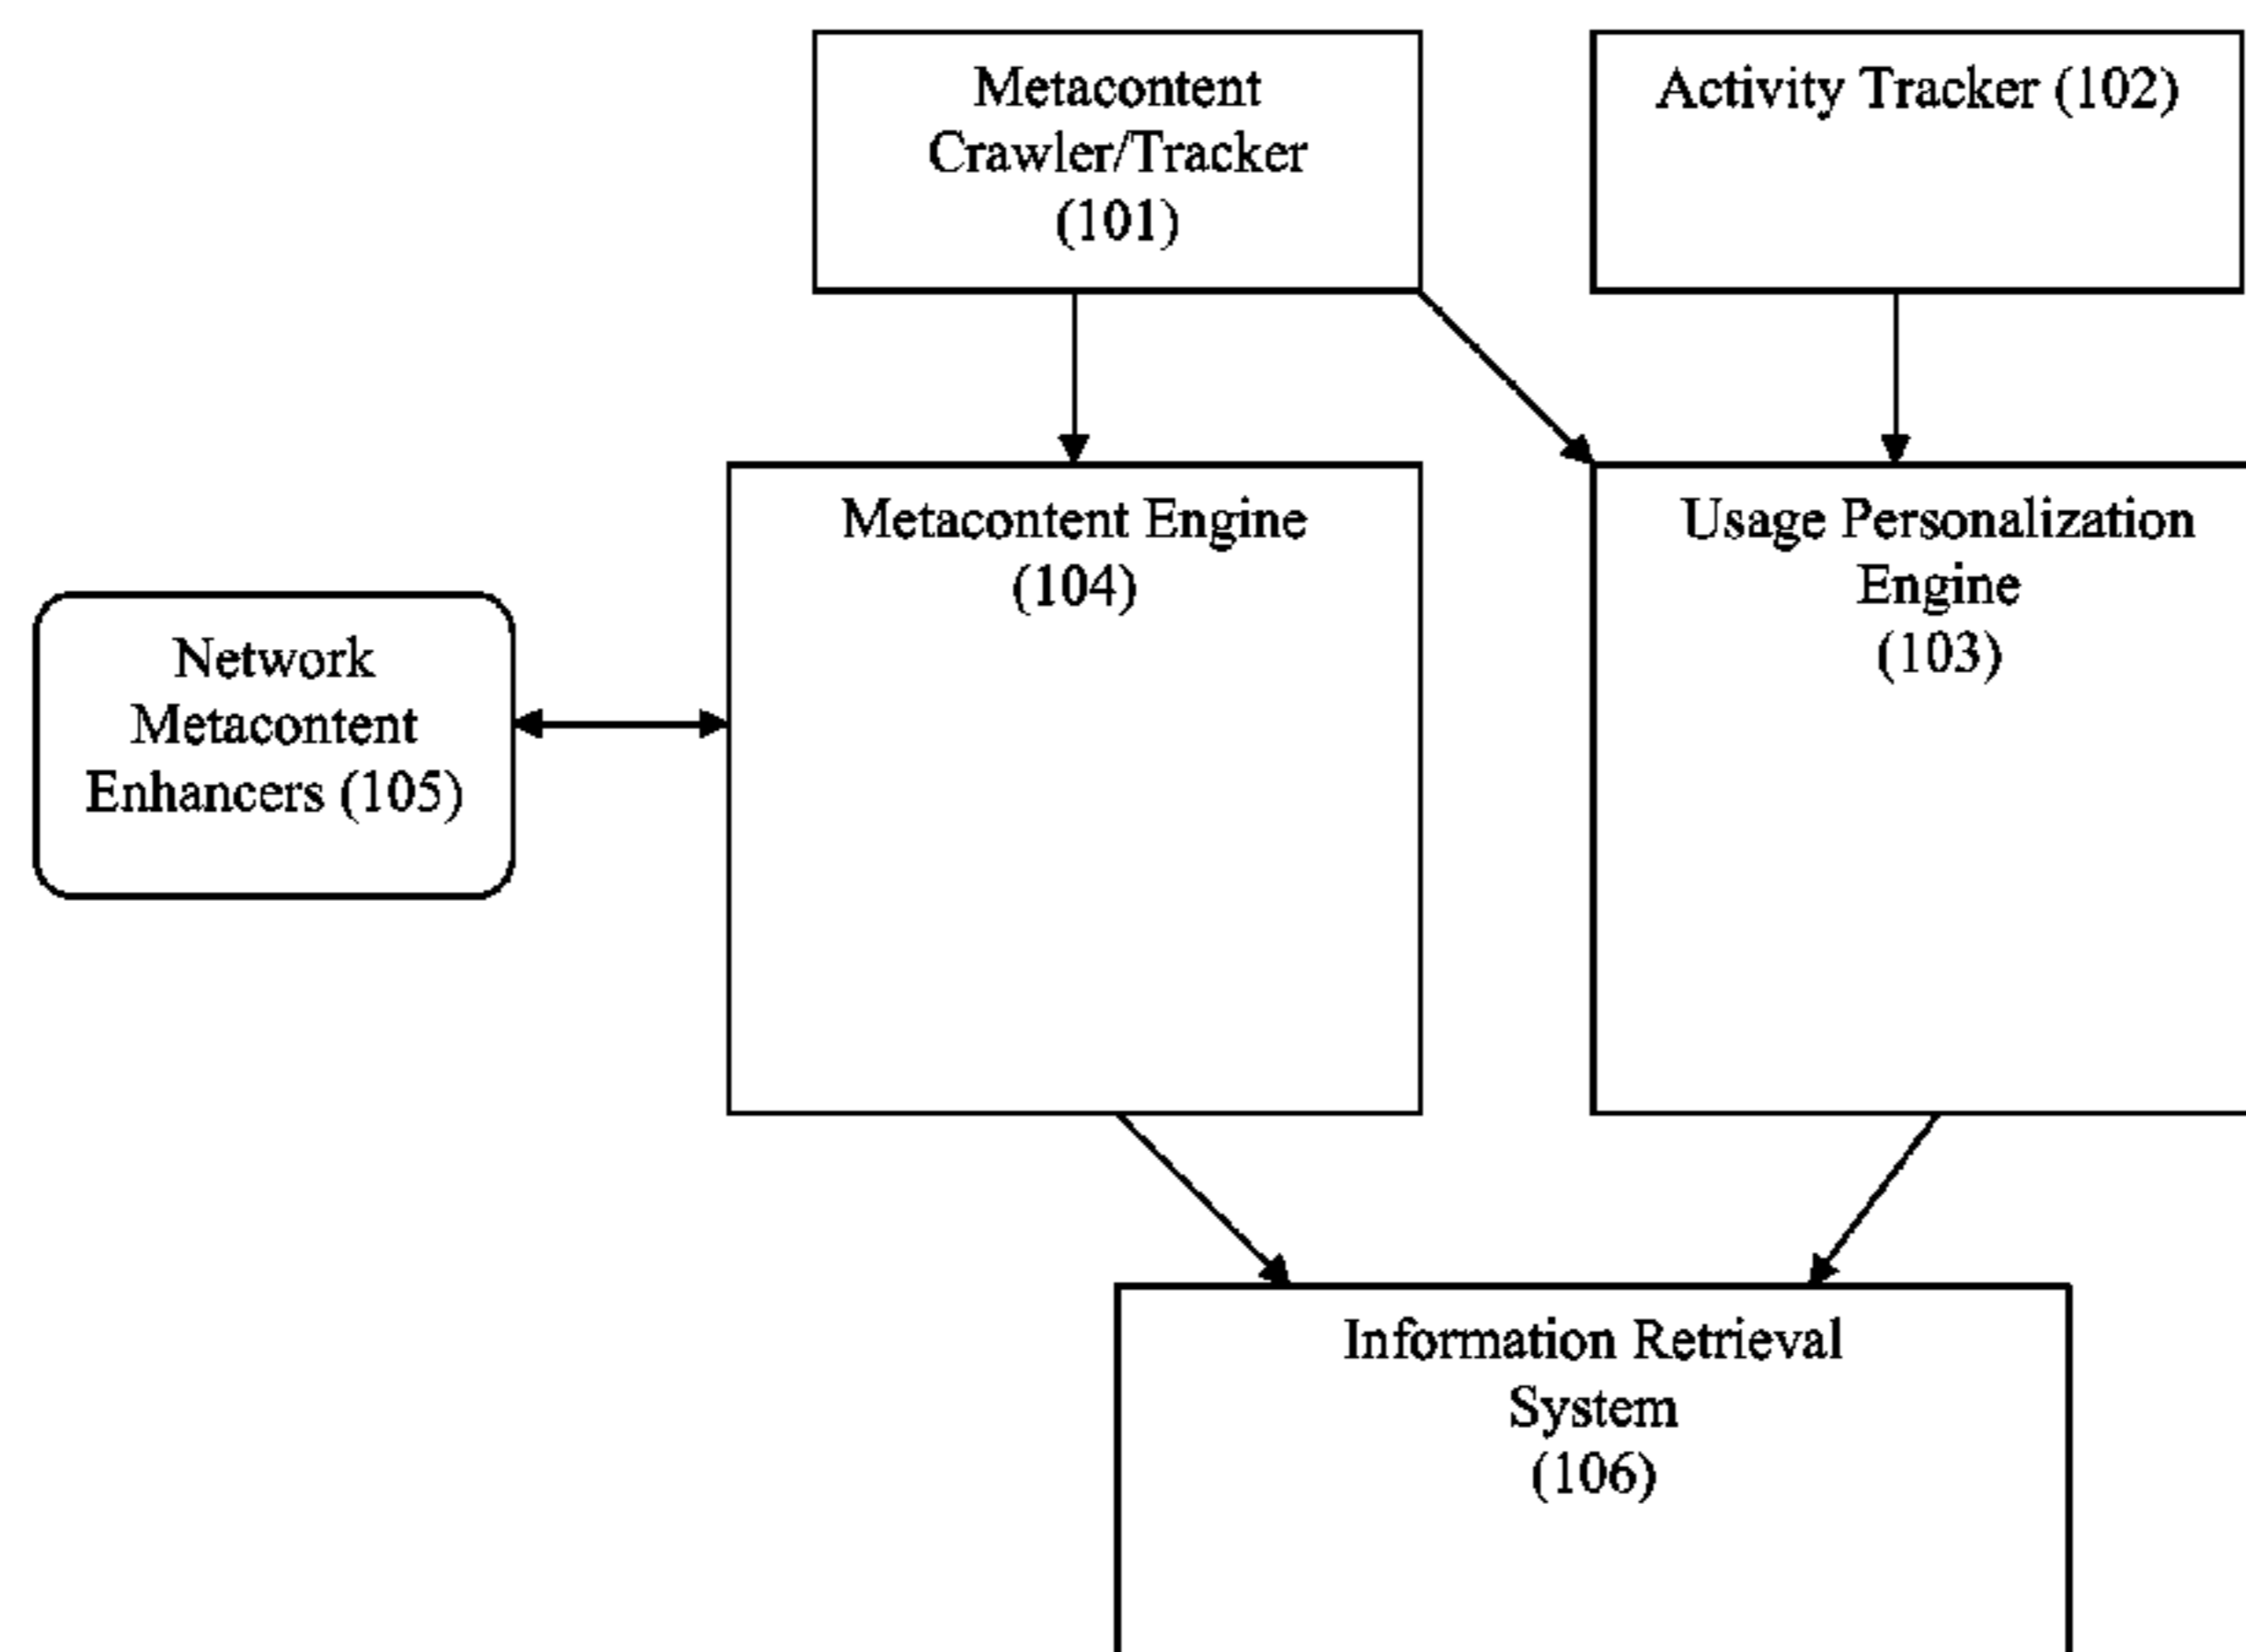 Metacontent
Crawler/Tracker
(101)
Activity Tracker (102)
Metacontent Engine
(104)
Usage Personalization
Engine
(103)
Network
Metacontent
Enhancers (105)
Information Retrieval
System
(106)